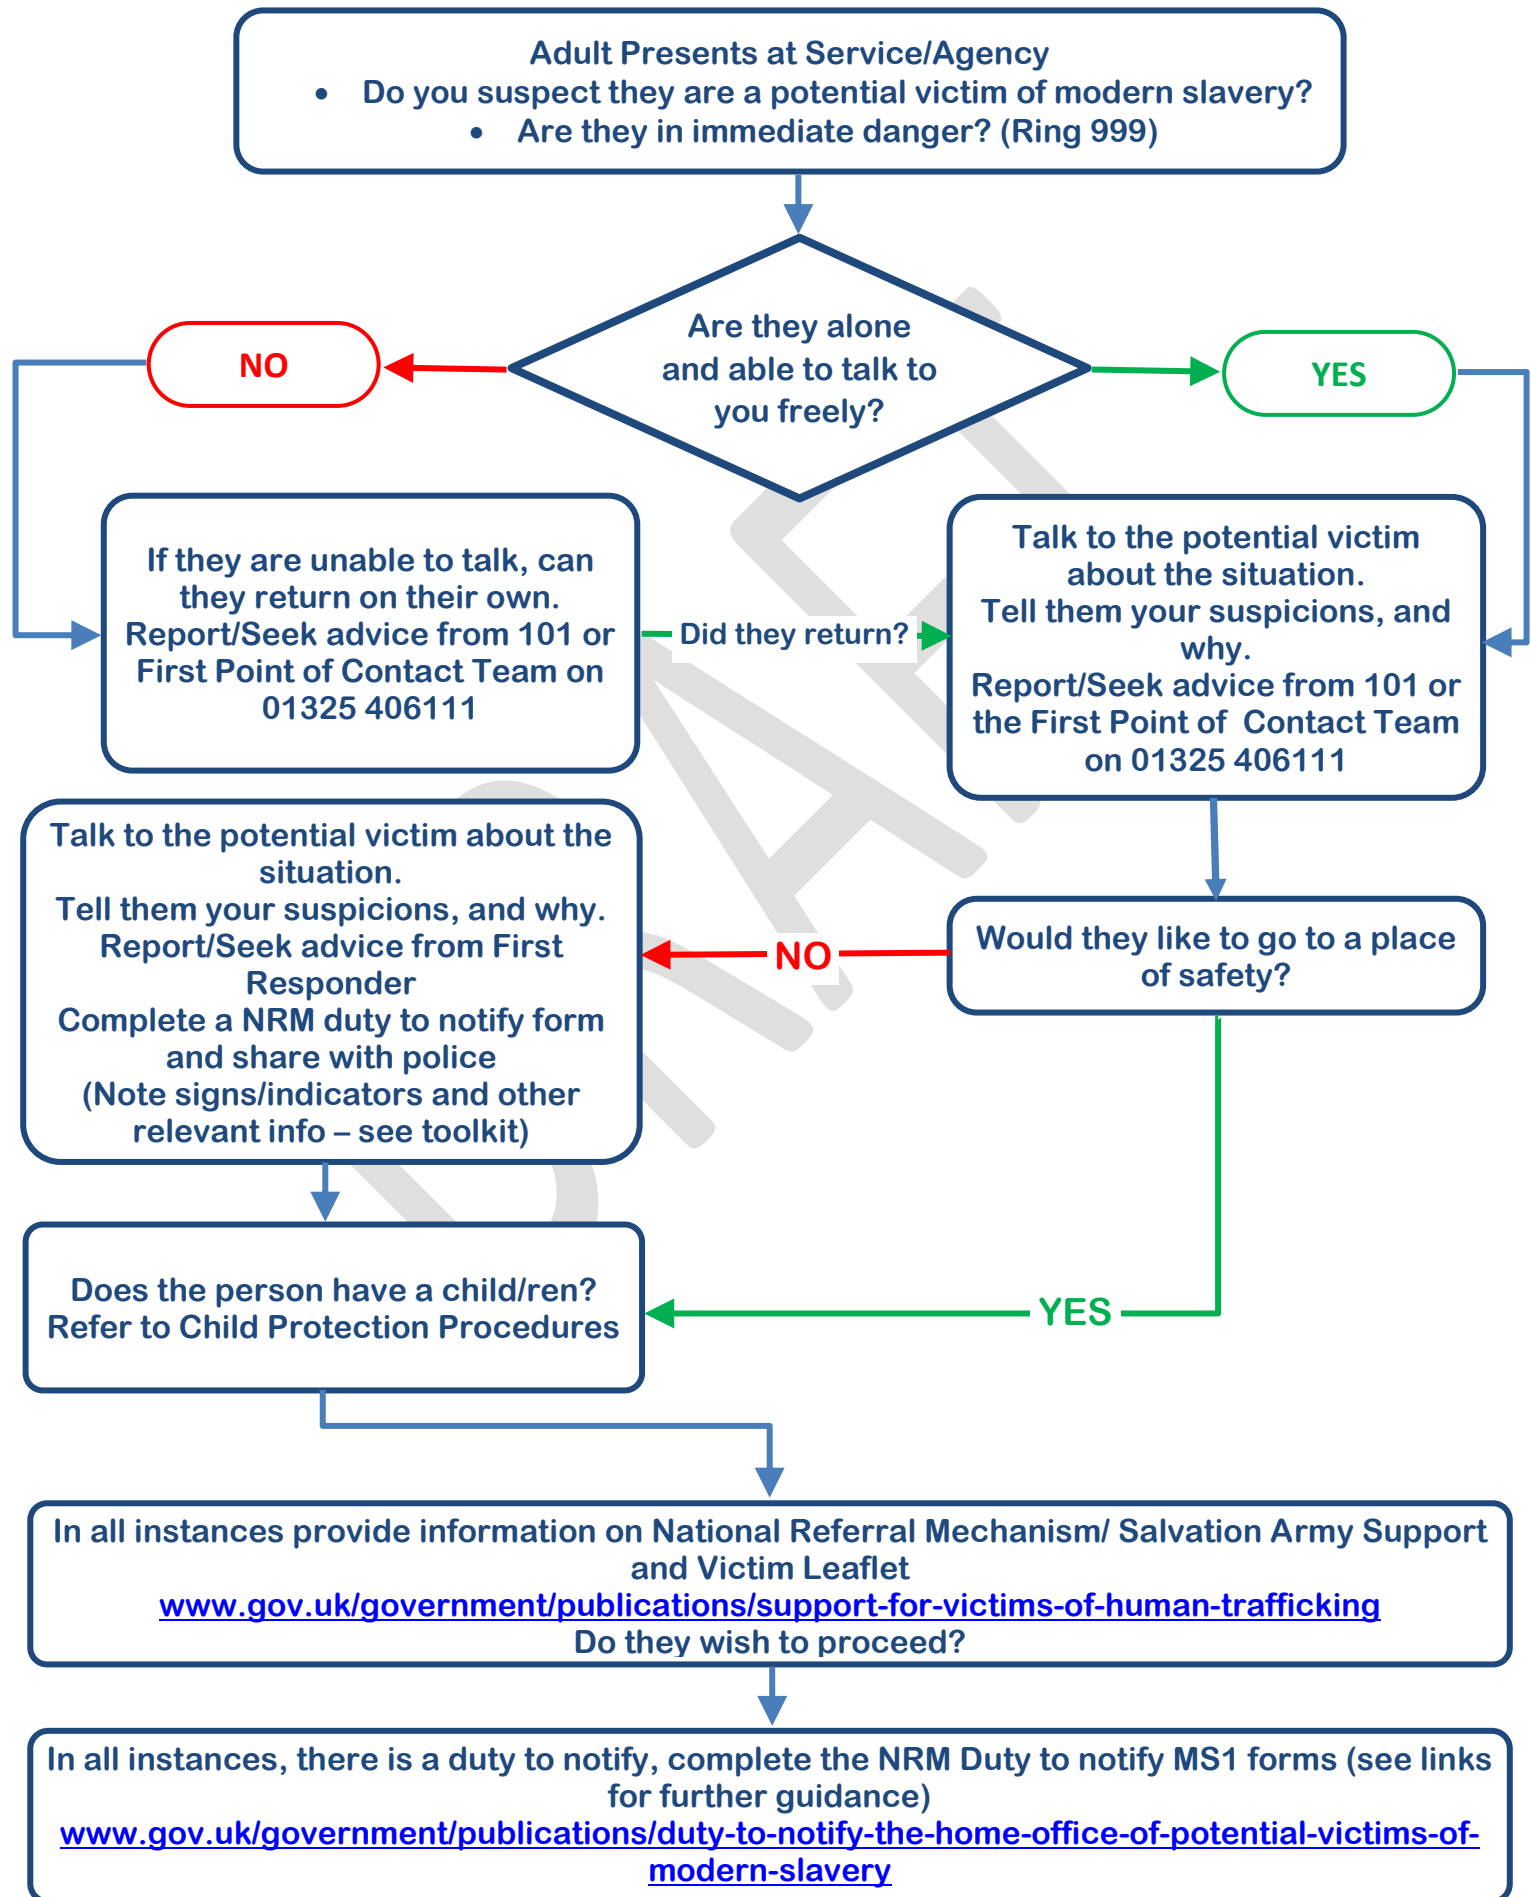 Adult Presents at Service/Agency
• Do you suspect they are a potential victim of modern slavery?
• Are they in immediate danger? (Ring 999)
Are they alone
and able to talk to
you freely?
NO
YES
If they are unable to talk, can
they return on their own.
Report/Seek advice from 101 or
First Point of Contact Team on
01325 406111
Did they return?
Talk to the potential victim
about the situation.
Tell them your suspicions, and
why.
Report/Seek advice from 101 or
the First Point of Contact Team
on 01325 406111
Would they like to go to a place
of safety?
NO
Talk to the potential victim about the
situation.
Tell them your suspicions, and why.
Report/Seek advice from First
Responder
Complete a NRM duty to notify form
and share with police
(Note signs/indicators and other
relevant info – see toolkit)
YES
Does the person have a child/ren?
Refer to Child Protection Procedures
In all instances provide information on National Referral Mechanism/ Salvation Army Support
and Victim Leaflet
www.gov.uk/government/publications/support-for-victims-of-human-trafficking
Do they wish to proceed?
In all instances, there is a duty to notify, complete the NRM Duty to notify MS1 forms (see links
for further guidance)
www.gov.uk/government/publications/duty-to-notify-the-home-office-of-potential-victims-of-
modern-slavery
DRAFT